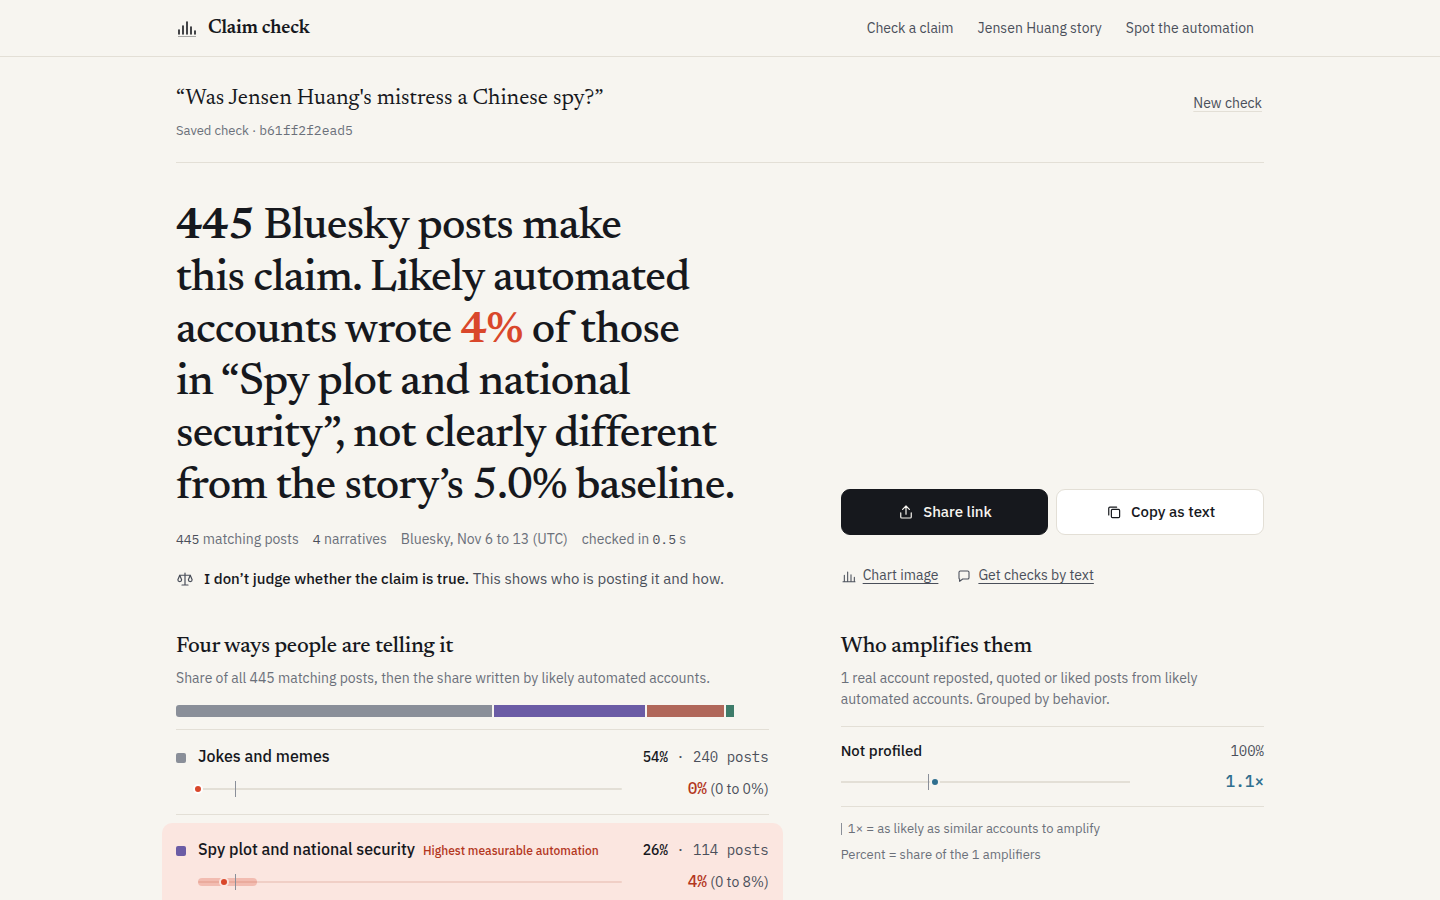 Claim check
Check a claim
Jensen Huang story
Spot the automation
“Was Jensen Huang's mistress a Chinese spy?”
New check
Saved check · b61ff2f2ead5
445 Bluesky posts make
this claim. Likely automated
accounts wrote 4% of those
in “Spy plot and national
security”, not clearly different
from the story’s 5.0% baseline.
Share link
Copy as text
445 matching posts 4 narratives Bluesky, Nov 6 to 13 (UTC) checked in 0.5 s
I don’t judge whether the claim is true. This shows who is posting it and how.
Chart image
Get checks by text
Four ways people are telling it
Share of all 445 matching posts, then the share written by likely automated accounts.
Jokes and memes
54% · 240 posts
0% (0 to 0%)
Spy plot and national security Highest measurable automation
26% · 114 posts
4% (0 to 8%)
Who amplifies them
1 real account reposted, quoted or liked posts from likely
automated accounts. Grouped by behavior.
Not profiled
100%
1.1×
1× = as likely as similar accounts to amplify
Percent = share of the 1 amplifiers